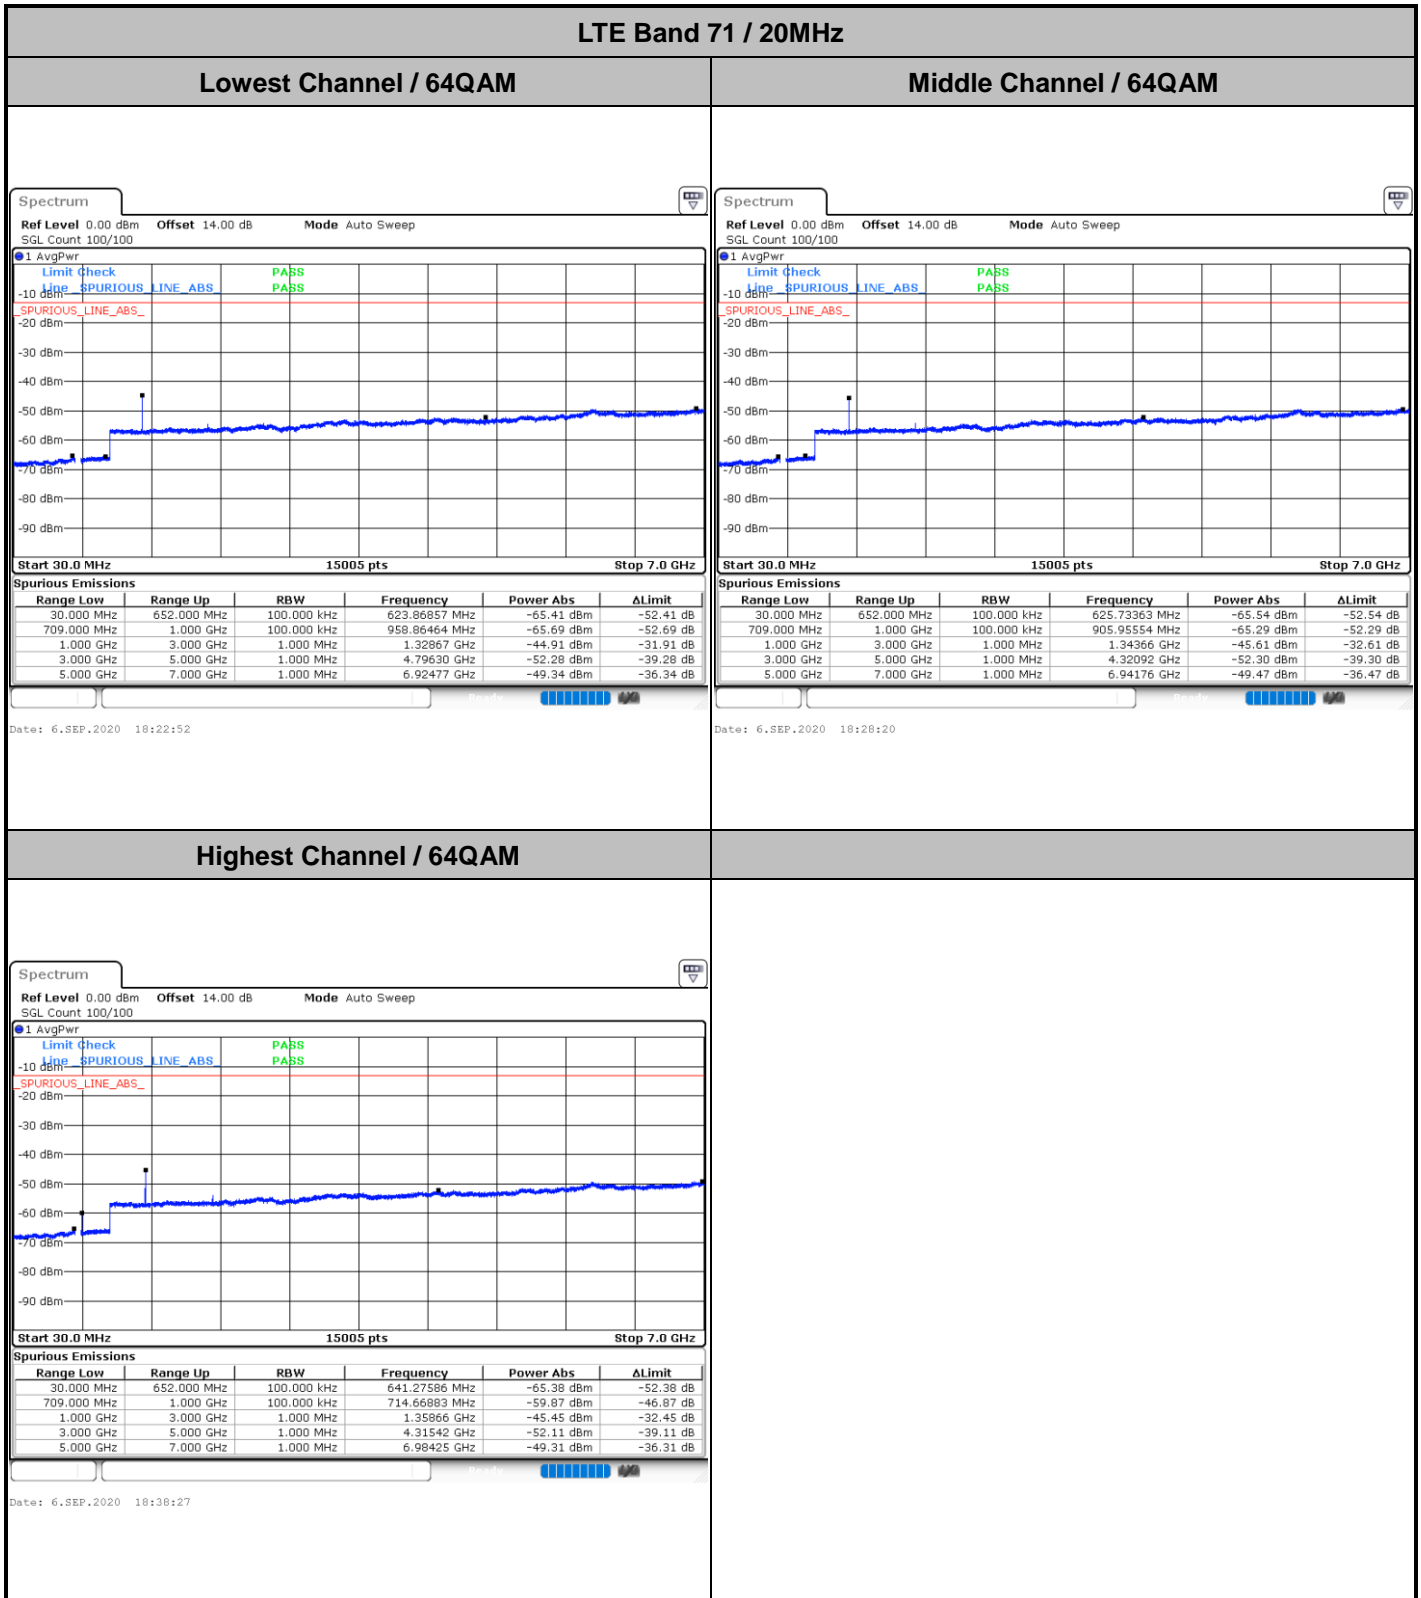 LTE Band 71 / 20MHz
Lowest Channel / 64QAM
Middle Channel / 64QAM
Spectrum
Ref Level 0.00 dBm Offset 14.00 dB Mode Auto Sweep
SGL Count 100/100
1 AvgPwr
Limit Check PASS
Line _SPURIOUS_LINE_ABS_ PASS
-10 dBm
_SPURIOUS_LINE_ABS_
-20 dBm
-30 dBm
-40 dBm
-50 dBm
-60 dBm
-70 dBm
-80 dBm
-90 dBm
Start 30.0 MHz 15005 pts Stop 7.0 GHz
Spurious Emissions
Range Low Range Up RBW Frequency Power Abs ΔLimit
30.000 MHz 652.000 MHz 100.000 kHz 623.86857 MHz -65.41 dBm -52.41 dB
709.000 MHz 1.000 GHz 100.000 kHz 958.86464 MHz -65.69 dBm -52.69 dB
1.000 GHz 3.000 GHz 1.000 MHz 1.32867 GHz -44.91 dBm -31.91 dB
3.000 GHz 5.000 GHz 1.000 MHz 4.79630 GHz -52.28 dBm -39.28 dB
5.000 GHz 7.000 GHz 1.000 MHz 6.92477 GHz -49.34 dBm -36.34 dB
Date: 6.SEP.2020 18:22:52
Spectrum
Ref Level 0.00 dBm Offset 14.00 dB Mode Auto Sweep
SGL Count 100/100
1 AvgPwr
Limit Check PASS
Line _SPURIOUS_LINE_ABS_ PASS
-10 dBm
_SPURIOUS_LINE_ABS_
-20 dBm
-30 dBm
-40 dBm
-50 dBm
-60 dBm
-70 dBm
-80 dBm
-90 dBm
Start 30.0 MHz 15005 pts Stop 7.0 GHz
Spurious Emissions
Range Low Range Up RBW Frequency Power Abs ΔLimit
30.000 MHz 652.000 MHz 100.000 kHz 625.73363 MHz -65.54 dBm -52.54 dB
709.000 MHz 1.000 GHz 100.000 kHz 905.95554 MHz -65.29 dBm -52.29 dB
1.000 GHz 3.000 GHz 1.000 MHz 1.34366 GHz -45.61 dBm -32.61 dB
3.000 GHz 5.000 GHz 1.000 MHz 4.32092 GHz -52.30 dBm -39.30 dB
5.000 GHz 7.000 GHz 1.000 MHz 6.94176 GHz -49.47 dBm -36.47 dB
Date: 6.SEP.2020 18:28:20
Highest Channel / 64QAM
Spectrum
Ref Level 0.00 dBm Offset 14.00 dB Mode Auto Sweep
SGL Count 100/100
1 AvgPwr
Limit Check PASS
Line _SPURIOUS_LINE_ABS_ PASS
-10 dBm
_SPURIOUS_LINE_ABS_
-20 dBm
-30 dBm
-40 dBm
-50 dBm
-60 dBm
-70 dBm
-80 dBm
-90 dBm
Start 30.0 MHz 15005 pts Stop 7.0 GHz
Spurious Emissions
Range Low Range Up RBW Frequency Power Abs ΔLimit
30.000 MHz 652.000 MHz 100.000 kHz 641.27586 MHz -65.38 dBm -52.38 dB
709.000 MHz 1.000 GHz 100.000 kHz 714.66883 MHz -59.87 dBm -46.87 dB
1.000 GHz 3.000 GHz 1.000 MHz 1.35866 GHz -45.45 dBm -32.45 dB
3.000 GHz 5.000 GHz 1.000 MHz 4.31542 GHz -52.11 dBm -39.11 dB
5.000 GHz 7.000 GHz 1.000 MHz 6.98425 GHz -49.31 dBm -36.31 dB
Date: 6.SEP.2020 18:38:27